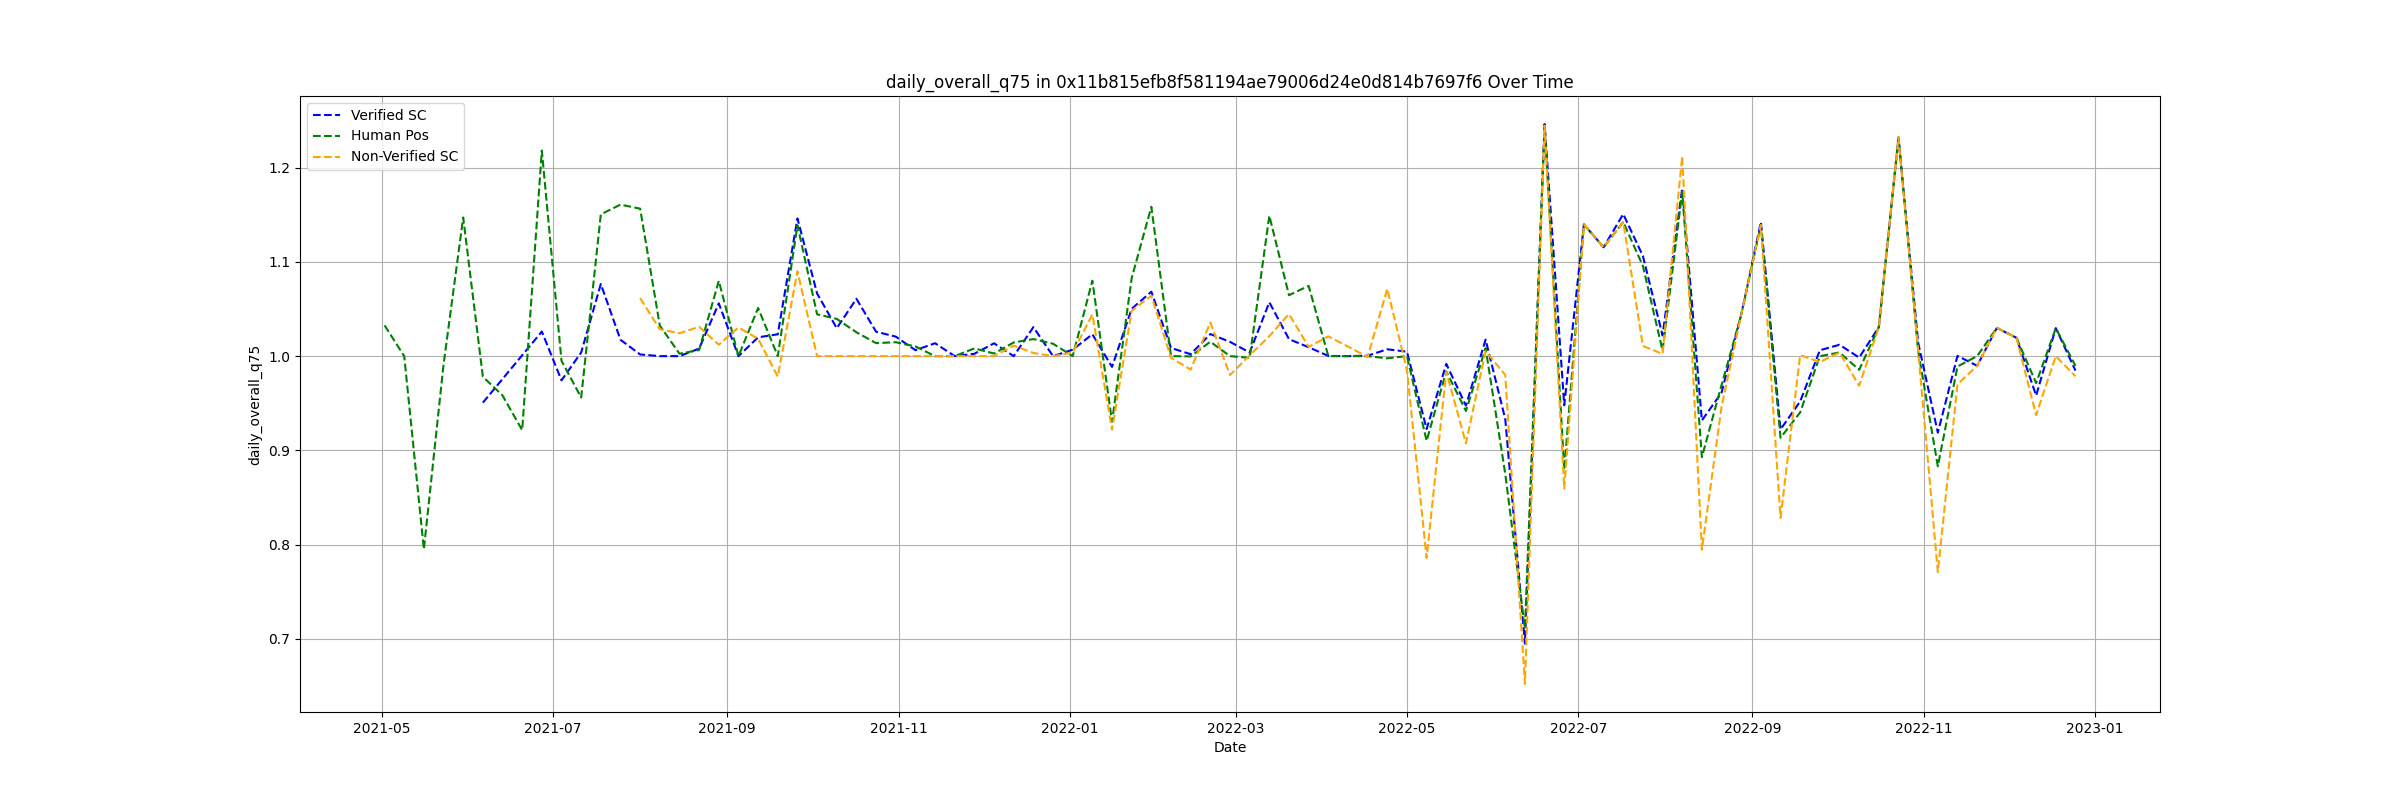 daily_overall_q75 in 0x11b815efb8f581194ae79006d24e0d814b7697f6 Over Time
Verified SC
Human Pos
Non-Verified SC
daily_overall_q75
1.2
1.1
1.0
0.9
0.8
0.7
2021-05
2021-07
2021-09
2021-11
2022-01
2022-03
2022-05
2022-07
2022-09
2022-11
2023-01
Date